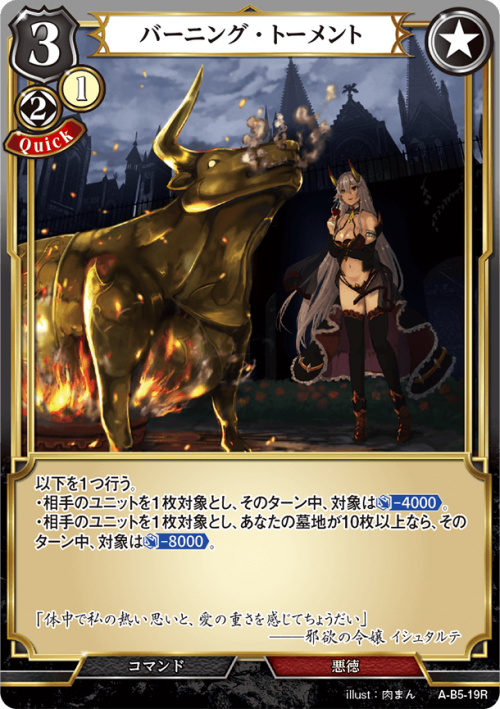 3
バーニング・トーメント
2
1
Quick
以下を1つ行う。
・相手のユニットを1枚対象とし、そのターン中、対象は-4000。
・相手のユニットを1枚対象とし、あなたの墓地が10枚以上なら、その
ターン中、対象は-8000。
「体中で私の熱い思いと、愛の重さを感じてちょうだい」
――邪欲の令嬢 イシュタルテ
コマンド
悪徳
illust：肉まん A-B5-19R